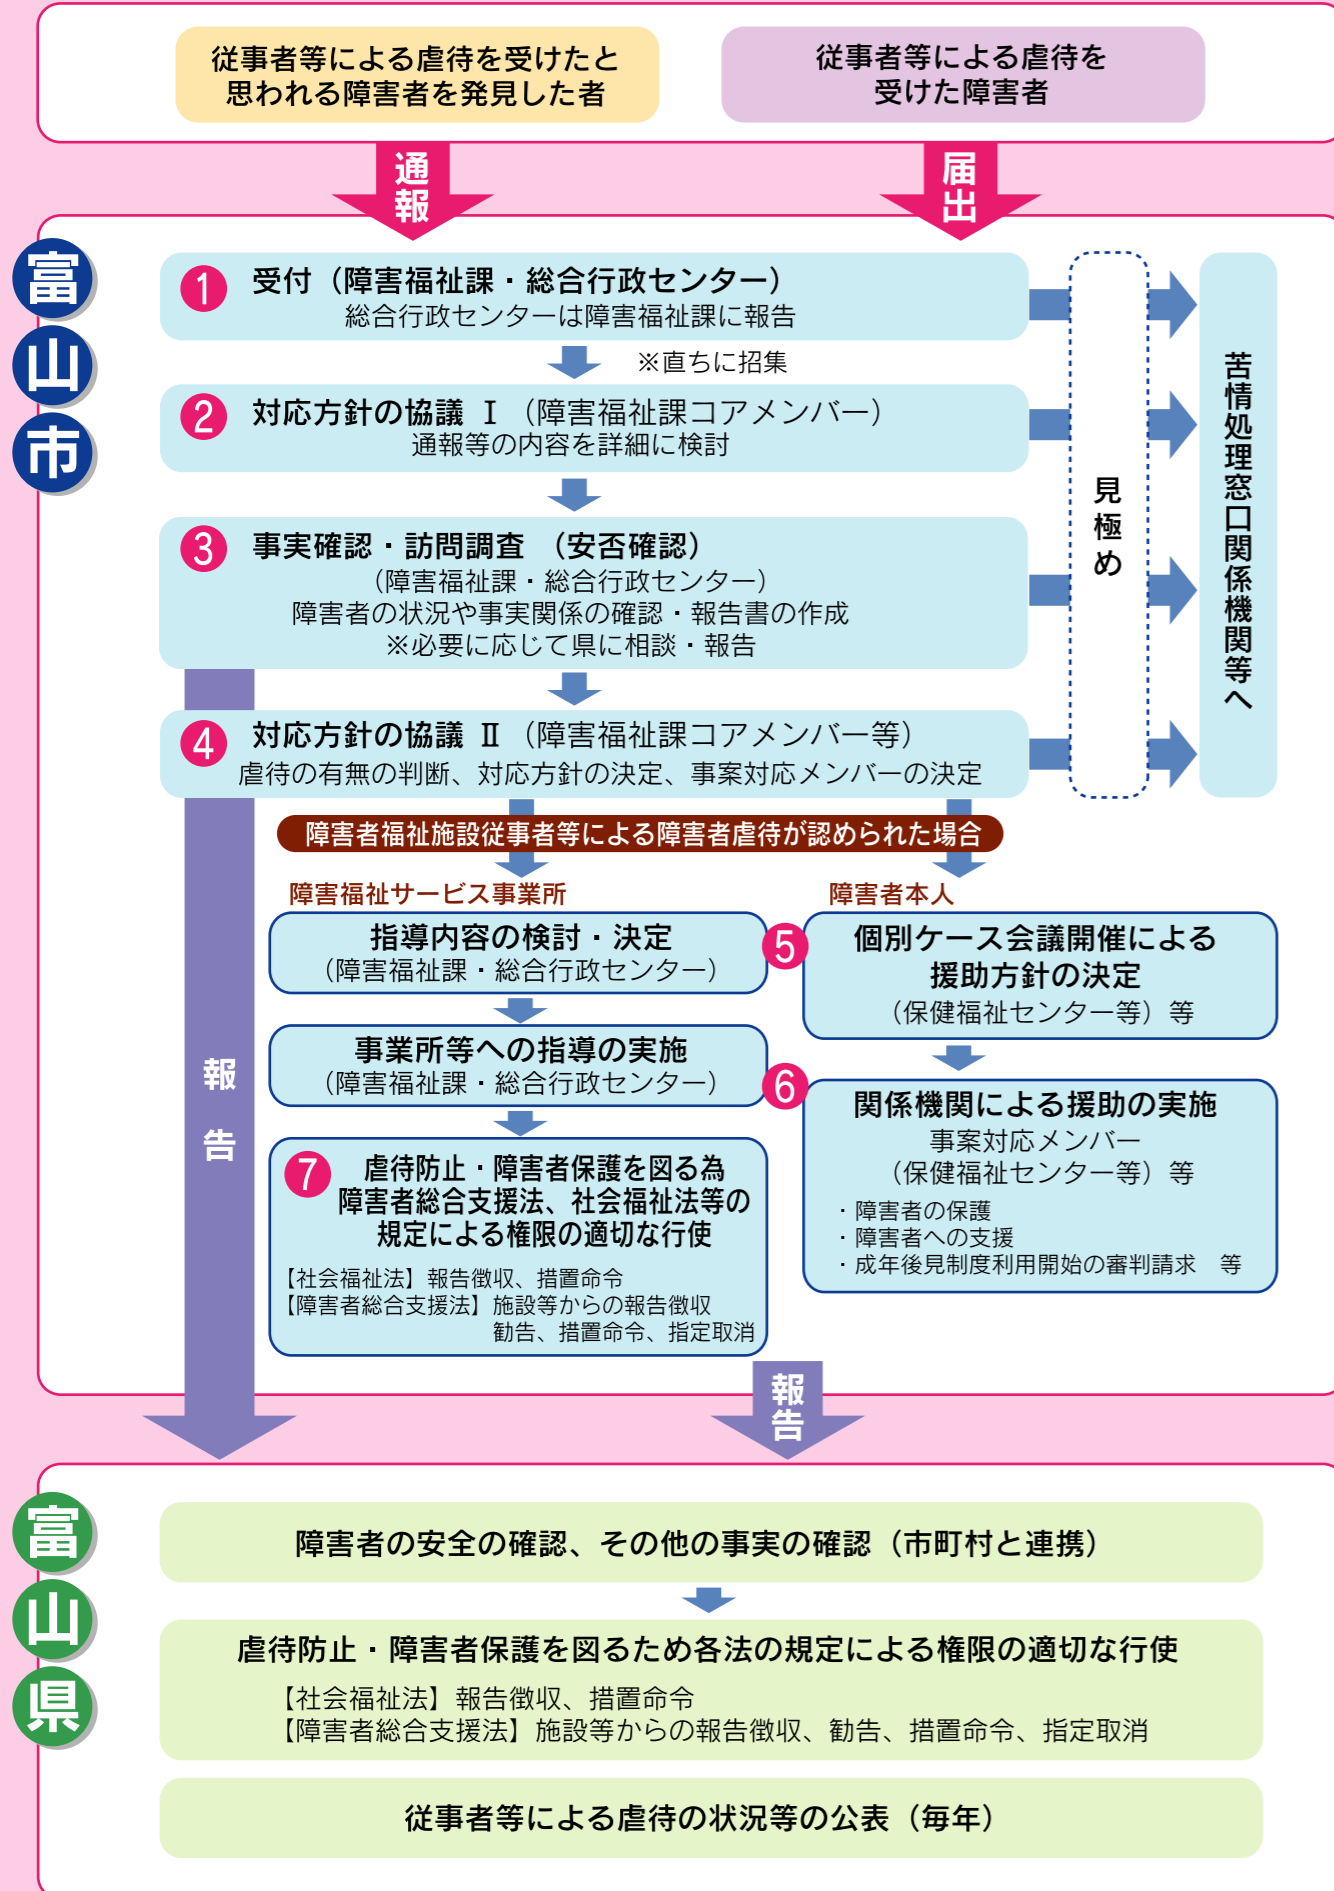 従事者等による虐待を受けたと
思われる障害者を発見した者
従事者等による虐待を
受けた障害者
通報
届出
富山市
❶ 受付（障害福祉課・総合行政センター）
総合行政センターは障害福祉課に報告
※直ちに招集
❷ 対応方針の協議 Ⅰ （障害福祉課コアメンバー）
通報等の内容を詳細に検討
❸ 事実確認・訪問調査 （安否確認）
（障害福祉課・総合行政センター）
障害者の状況や事実関係の確認・報告書の作成
※必要に応じて県に相談・報告
❹ 対応方針の協議 Ⅱ （障害福祉課コアメンバー等）
虐待の有無の判断、対応方針の決定、事案対応メンバーの決定
見極め
苦情処理窓口関係機関等へ
障害者福祉施設従事者等による障害者虐待が認められた場合
障害福祉サービス事業所
指導内容の検討・決定
（障害福祉課・総合行政センター）
事業所等への指導の実施
（障害福祉課・総合行政センター）
❼ 虐待防止・障害者保護を図る為
障害者総合支援法、社会福祉法等の
規定による権限の適切な行使
【社会福祉法】報告徴収、措置命令
【障害者総合支援法】施設等からの報告徴収
勧告、措置命令、指定取消
障害者本人
❺ 個別ケース会議開催による
援助方針の決定
（保健福祉センター等）等
❻ 関係機関による援助の実施
事案対応メンバー
（保健福祉センター等）等
・障害者の保護
・障害者への支援
・成年後見制度利用開始の審判請求　等
報告
報告
富山県
障害者の安全の確認、その他の事実の確認（市町村と連携）
虐待防止・障害者保護を図るため各法の規定による権限の適切な行使
【社会福祉法】報告徴収、措置命令
【障害者総合支援法】施設等からの報告徴収、勧告、措置命令、指定取消
従事者等による虐待の状況等の公表（毎年）